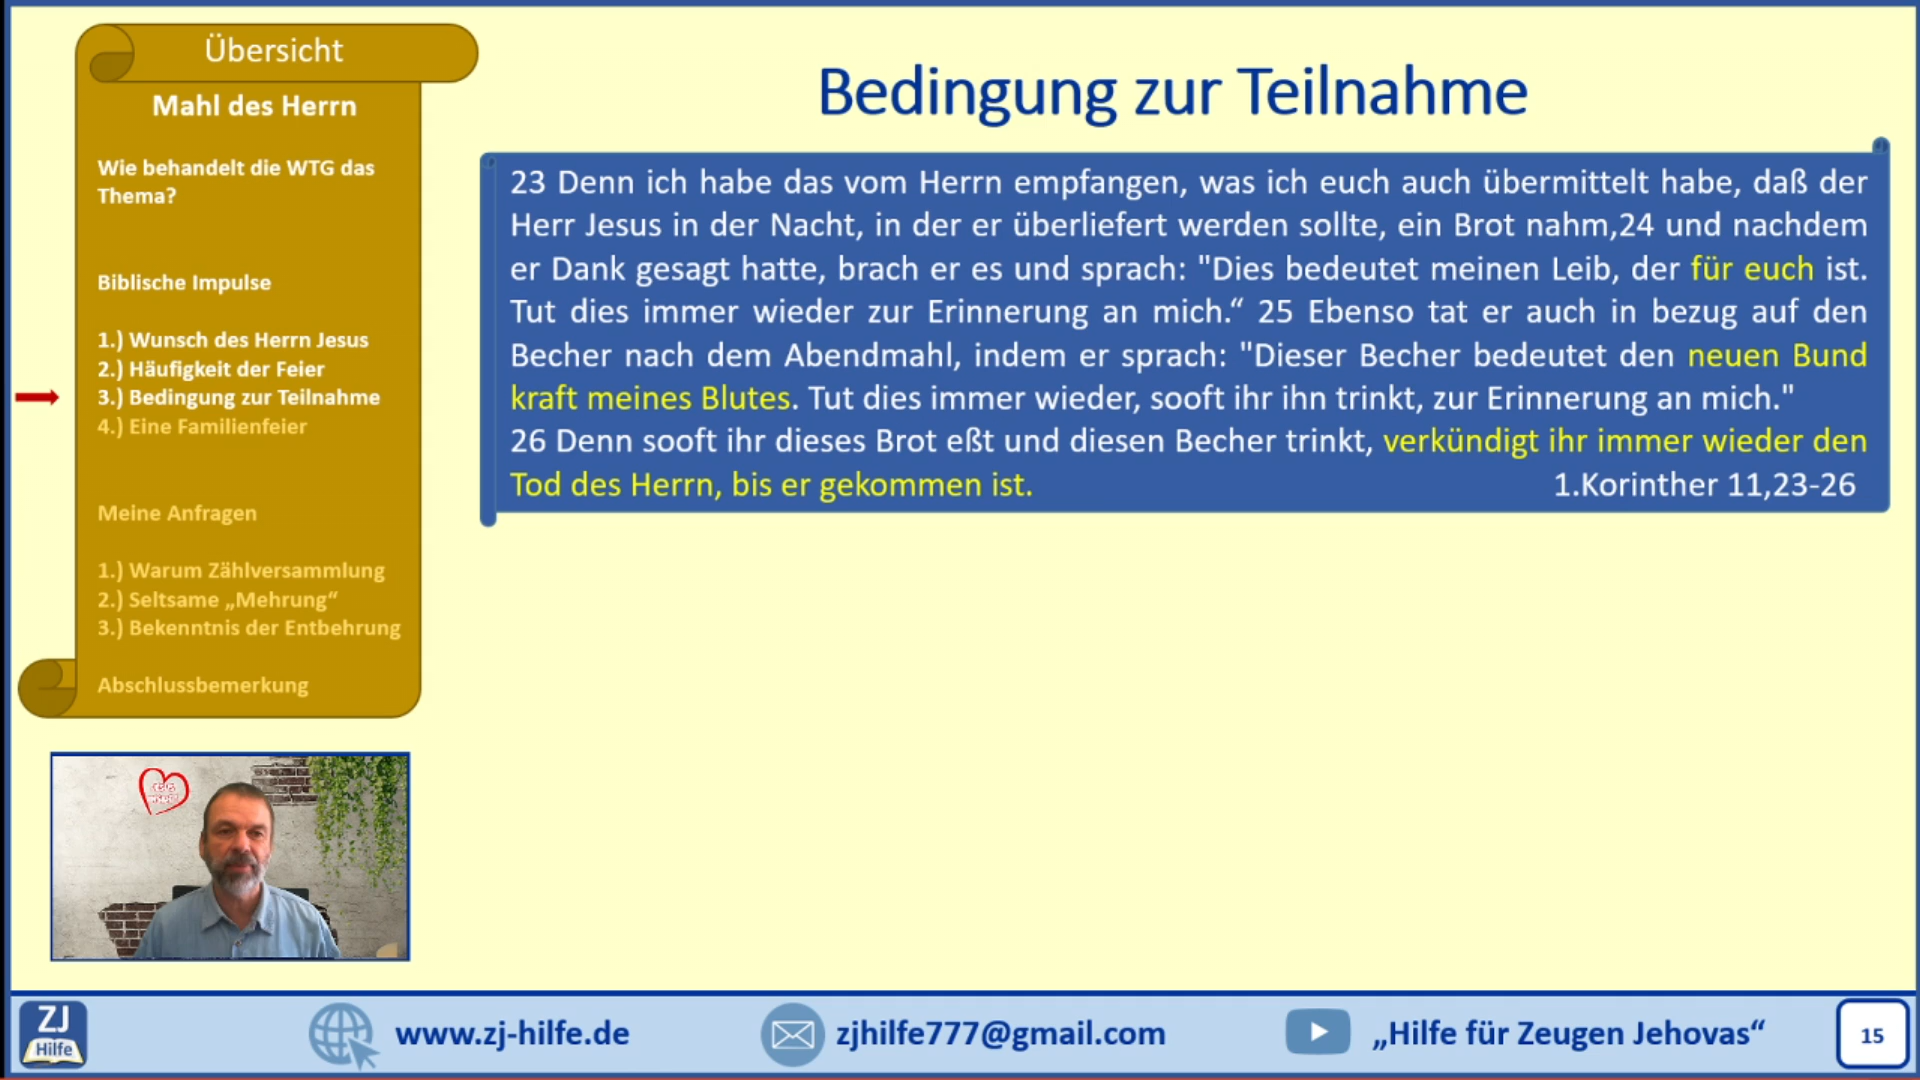 Übersicht
Mahl des Herrn
Wie behandelt die WTG das
Thema?
Biblische Impulse
1.) Wunsch des Herrn Jesus
2.) Häufigkeit der Feier
3.) Bedingung zur Teilnahme
4.) Eine Familienfeier
Meine Anfragen
1.) Warum Zählversammlung
2.) Seltsame „Mehrung“
3.) Bekenntnis der Entbehrung
Abschlussbemerkung
Bedingung zur Teilnahme
23 Denn ich habe das vom Herrn empfangen, was ich euch auch übermittelt habe, daß der
Herr Jesus in der Nacht, in der er überliefert werden sollte, ein Brot nahm,24 und nachdem
er Dank gesagt hatte, brach er es und sprach: "Dies bedeutet meinen Leib, der für euch ist.
Tut dies immer wieder zur Erinnerung an mich.“ 25 Ebenso tat er auch in bezug auf den
Becher nach dem Abendmahl, indem er sprach: "Dieser Becher bedeutet den neuen Bund
kraft meines Blutes. Tut dies immer wieder, sooft ihr ihn trinkt, zur Erinnerung an mich."
26 Denn sooft ihr dieses Brot eßt und diesen Becher trinkt, verkündigt ihr immer wieder den
Tod des Herrn, bis er gekommen ist. 1.Korinther 11,23-26
ZJ
Hilfe
www.zj-hilfe.de
zjhilfe777@gmail.com
„Hilfe für Zeugen Jehovas“
15